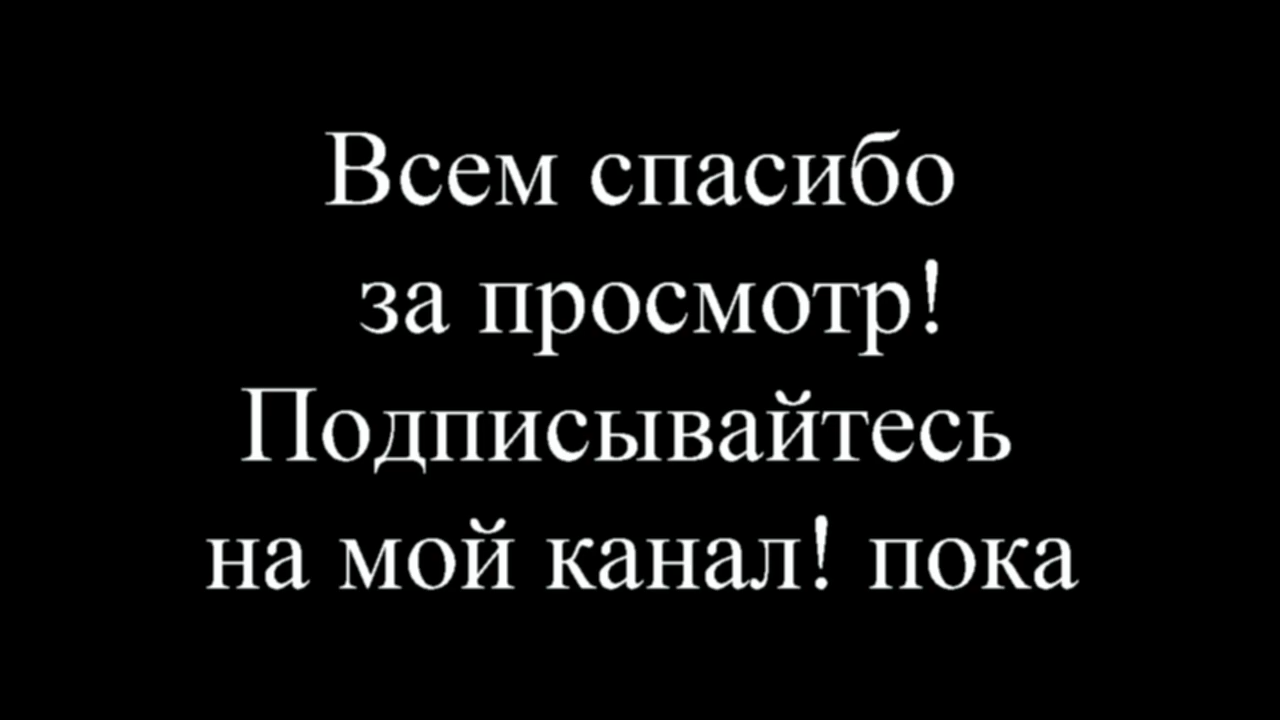 Всем спасибо
за просмотр!
Подписывайтесь
на мой канал! пока